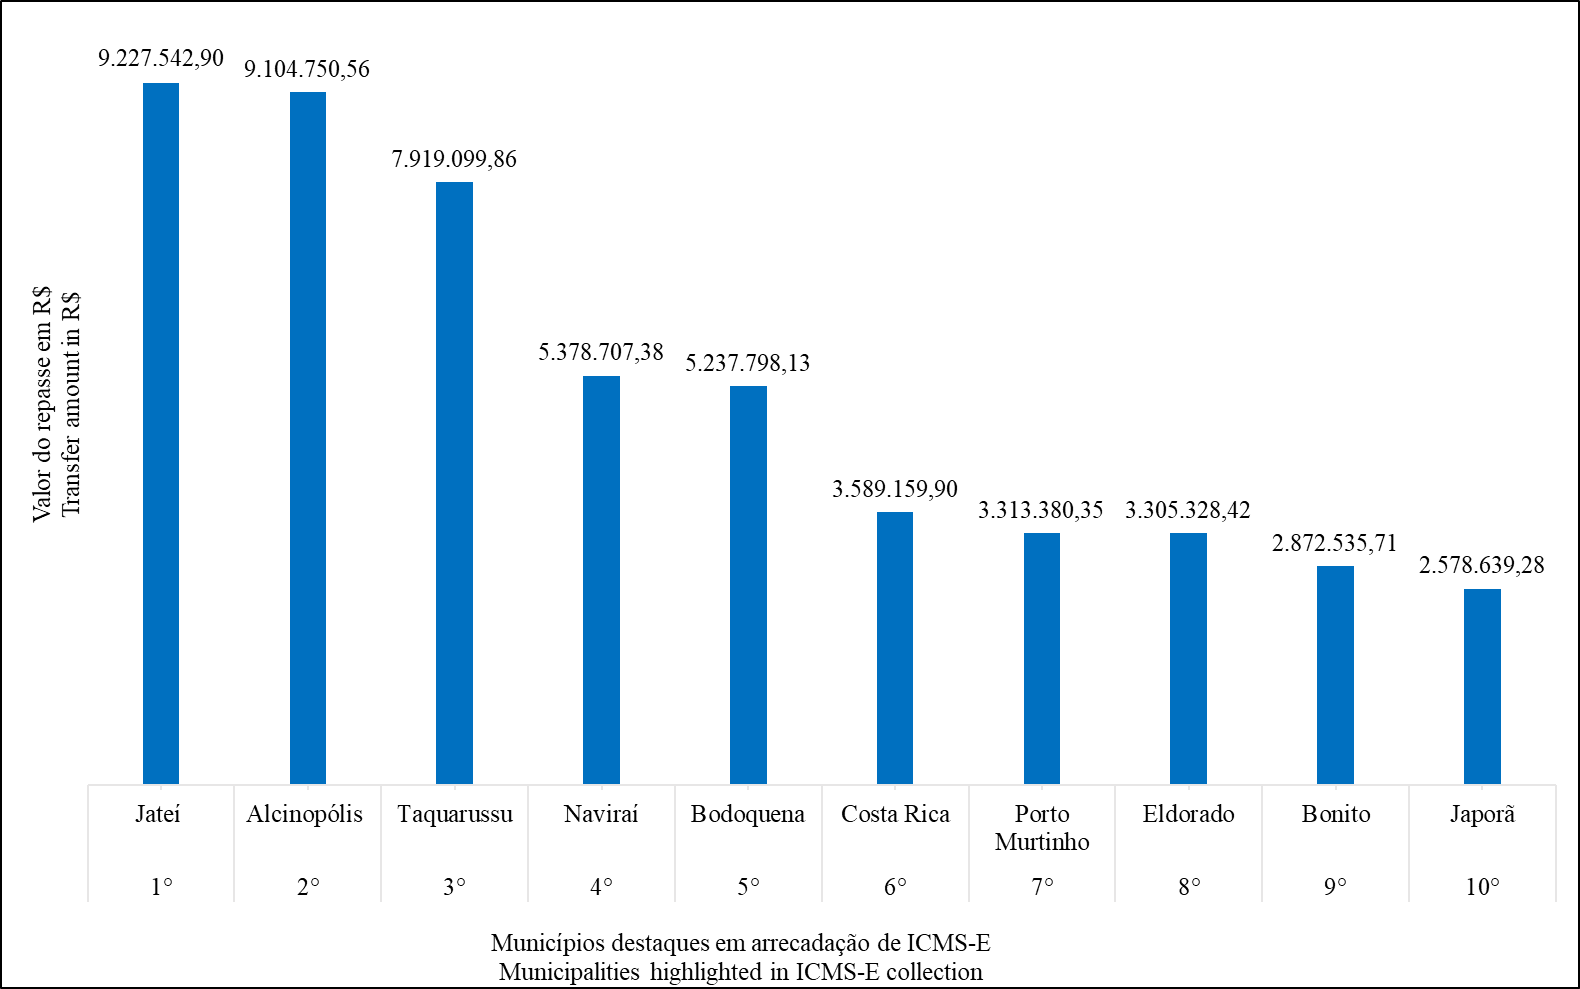 9.227.542,90
9.104.750,56
7.919.099,86
5.378.707,38
5.237.798,13
3.589.159,90
3.313.380,35
3.305.328,42
2.872.535,71
2.578.639,28
Valor do repasse em R$
Transfer amount in R$
Jateí
Alcinopólis
Taquarussu
Naviraí
Bodoquena
Costa Rica
Porto
Murtinho
Eldorado
Bonito
Japorã
1°
2°
3°
4°
5°
6°
7°
8°
9°
10°
Municípios destaques em arrecadação de ICMS-E
Municipalities highlighted in ICMS-E collection